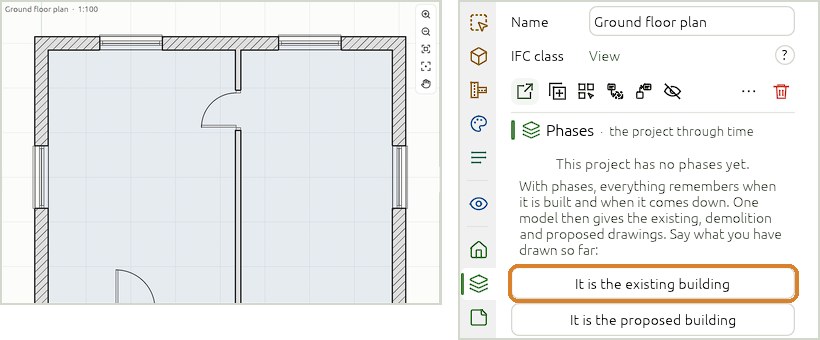 Ground floor plan · 1:100
Name
Ground floor plan
IFC class
View
?
Phases · the project through time
This project has no phases yet.
With phases, everything remembers when
it is built and when it comes down. One
model then gives the existing, demolition
and proposed drawings. Say what you have
drawn so far:
It is the existing building
It is the proposed building